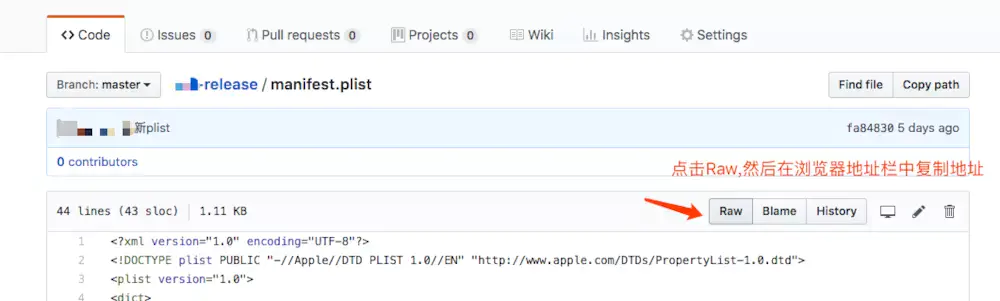 Code Issues 0 Pull requests 0 Projects 0 Wiki Insights Settings
Branch: master -release / manifest.plist Find file Copy path
新plist fa84830 5 days ago
0 contributors
点击Raw,然后在浏览器地址栏中复制地址
44 lines (43 sloc) 1.11 KB Raw Blame History
1 <?xml version="1.0" encoding="UTF-8"?>
2 <!DOCTYPE plist PUBLIC "-//Apple//DTD PLIST 1.0//EN" "http://www.apple.com/DTDs/PropertyList-1.0.dtd">
3 <plist version="1.0">
4 <dict>